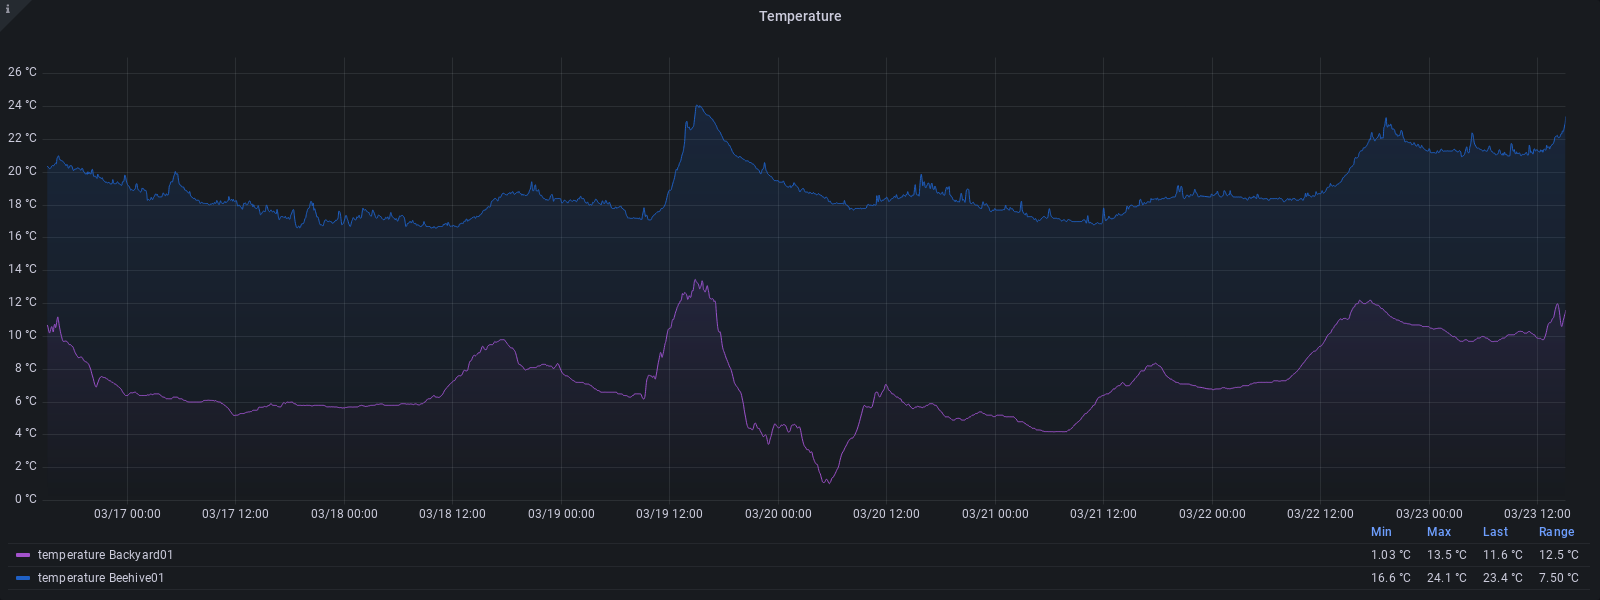 i
Temperature
26 °C
24 °C
22 °C
20 °C
18 °C
16 °C
14 °C
12 °C
10 °C
8 °C
6 °C
4 °C
2 °C
0 °C
03/17 00:00 03/17 12:00 03/18 00:00 03/18 12:00 03/19 00:00 03/19 12:00 03/20 00:00 03/20 12:00 03/21 00:00 03/21 12:00 03/22 00:00 03/22 12:00 03/23 00:00 03/23 12:00
Min Max Last Range
temperature Backyard01 1.03 °C 13.5 °C 11.6 °C 12.5 °C
temperature Beehive01 16.6 °C 24.1 °C 23.4 °C 7.50 °C